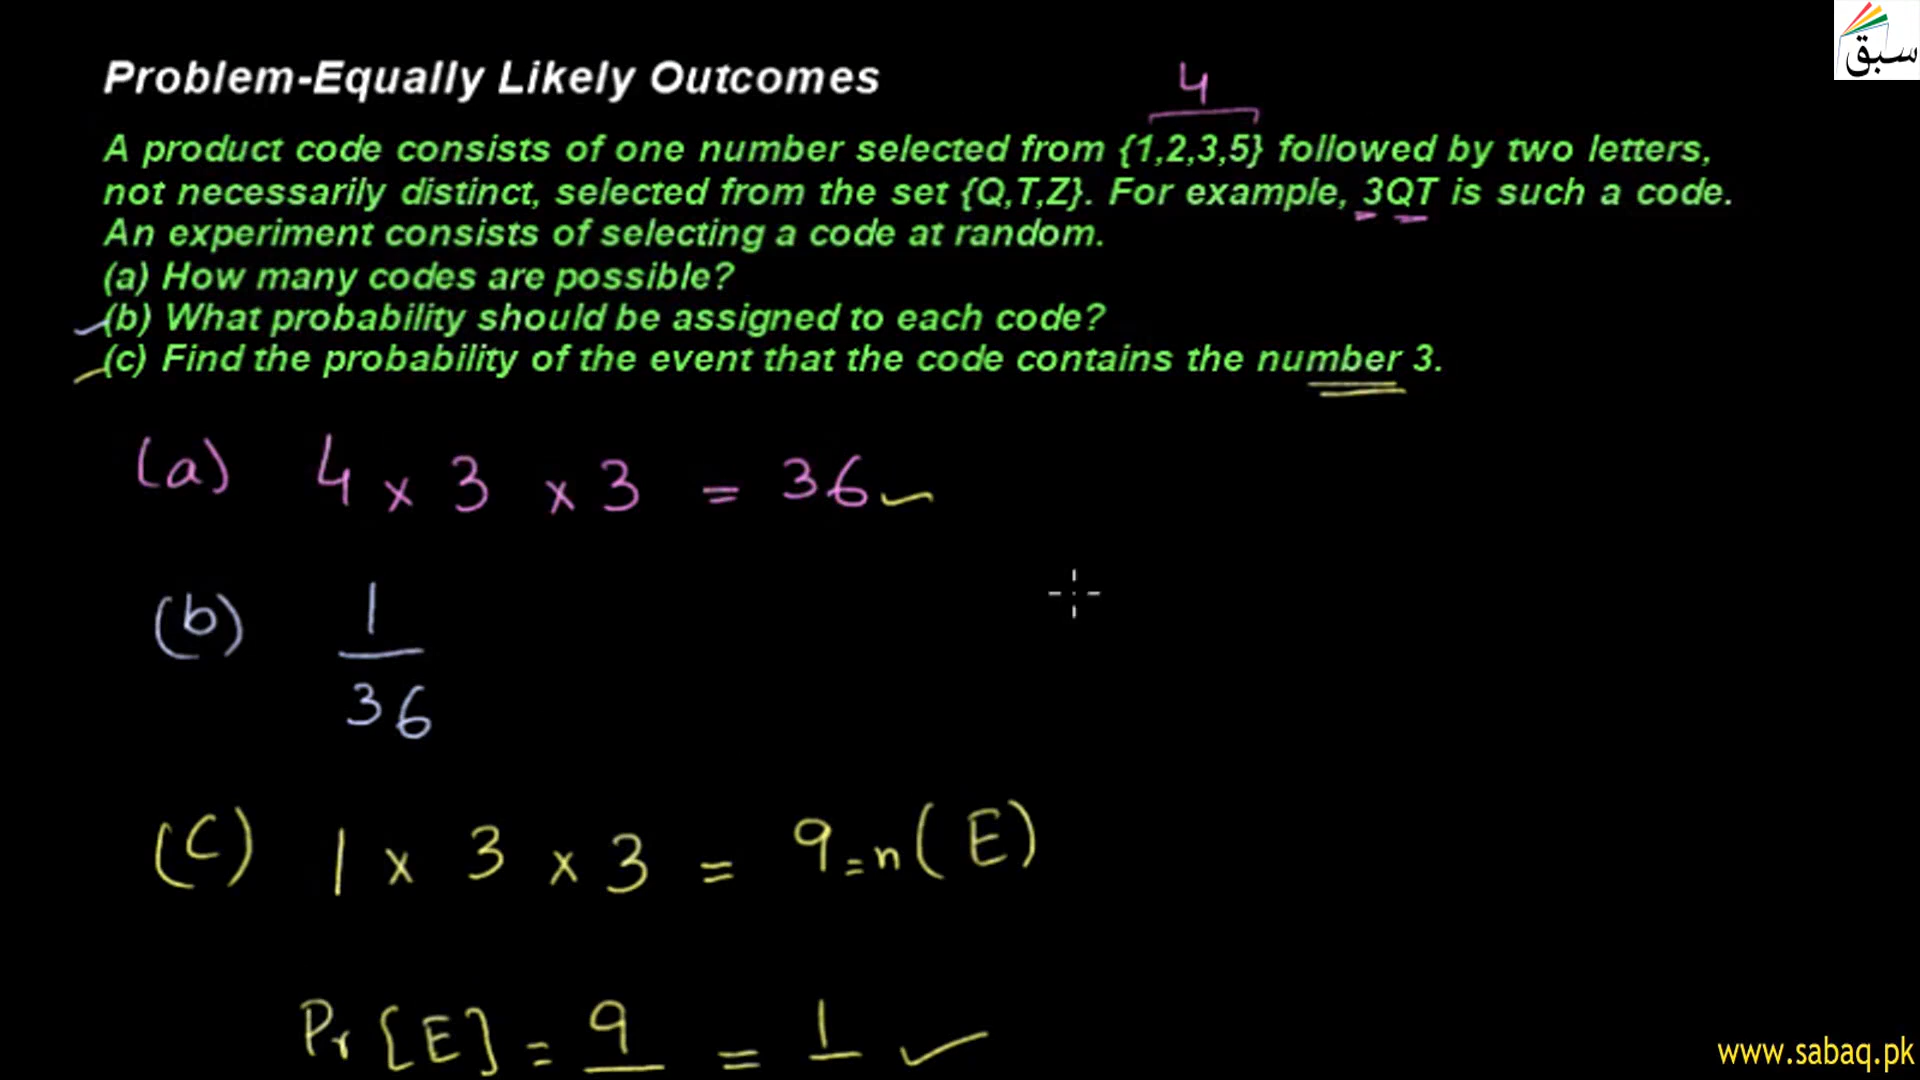 سبق
Problem-Equally Likely Outcomes
4
A product code consists of one number selected from {1,2,3,5} followed by two letters,
not necessarily distinct, selected from the set {Q,T,Z}. For example, 3QT is such a code.
An experiment consists of selecting a code at random.
(a) How many codes are possible?
(b) What probability should be assigned to each code?
(c) Find the probability of the event that the code contains the number 3.
(a) 4 x 3 x 3 = 36
(b) 1
36
(C) 1 x 3 x 3 = 9 = n(E)
Pr[E] = 9 = 1
www.sabaq.pk